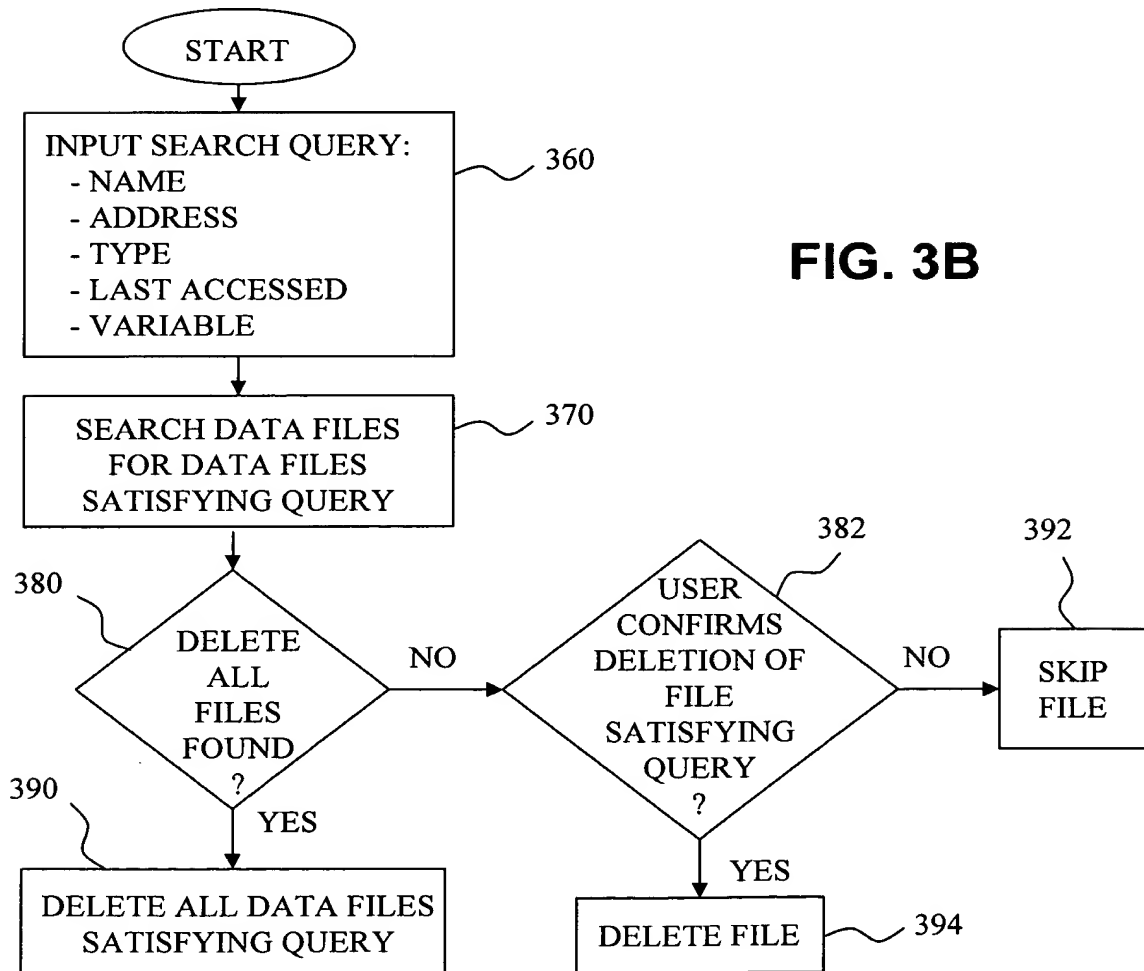 START
INPUT SEARCH QUERY:
- NAME
- ADDRESS
- TYPE
- LAST ACCESSED
- VARIABLE
360
FIG. 3B
SEARCH DATA FILES
FOR DATA FILES
SATISFYING QUERY
370
380
DELETE
ALL
FILES
FOUND
?
NO
382
USER
CONFIRMS
DELETION OF
FILE
SATISFYING
QUERY
?
NO
392
SKIP
FILE
390
YES
DELETE ALL DATA FILES
SATISFYING QUERY
YES
DELETE FILE
394